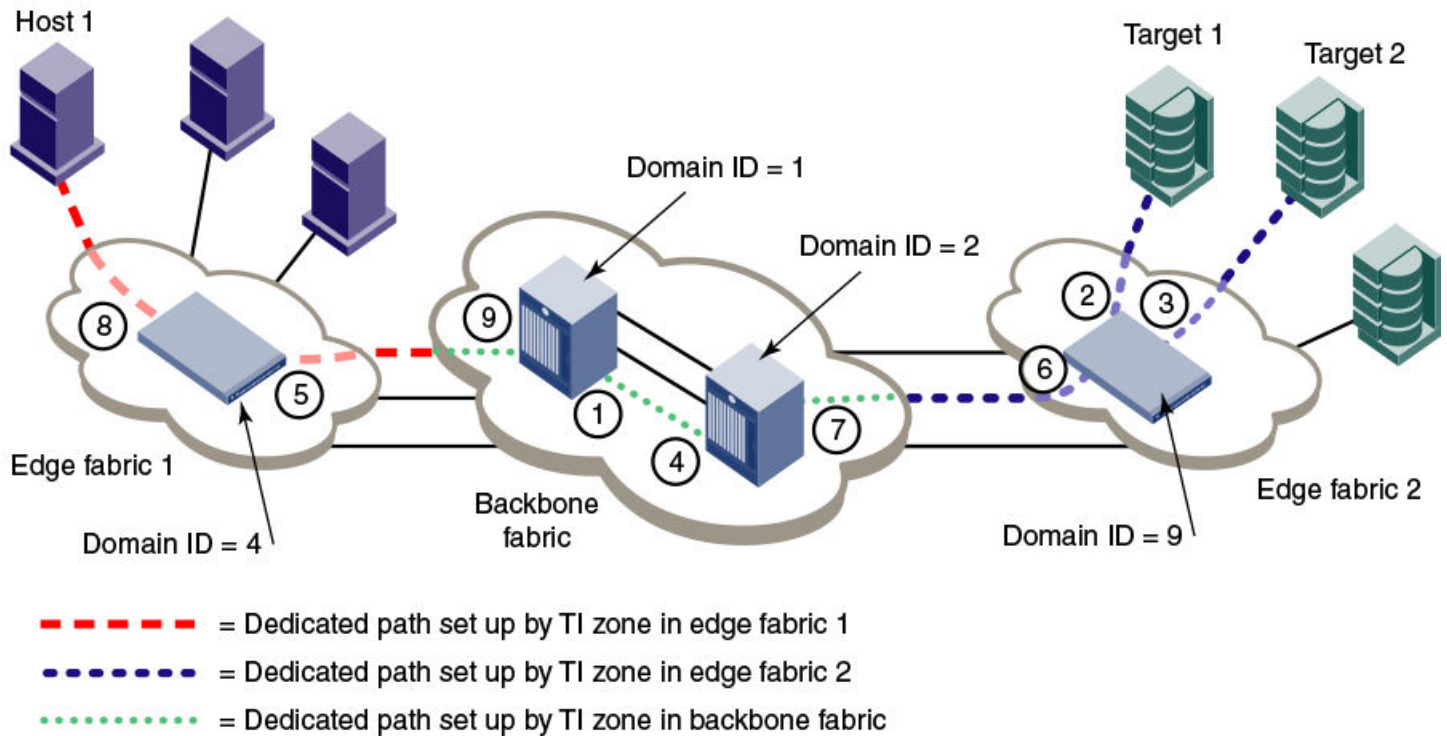 Host 1
Target 1
Target 2
Domain ID = 1
Domain ID = 2
8
5
9
1
4
7
2
3
6
Edge fabric 1
Backbone
fabric
Edge fabric 2
Domain ID = 4
Domain ID = 9
= Dedicated path set up by TI zone in edge fabric 1
= Dedicated path set up by TI zone in edge fabric 2
= Dedicated path set up by TI zone in backbone fabric